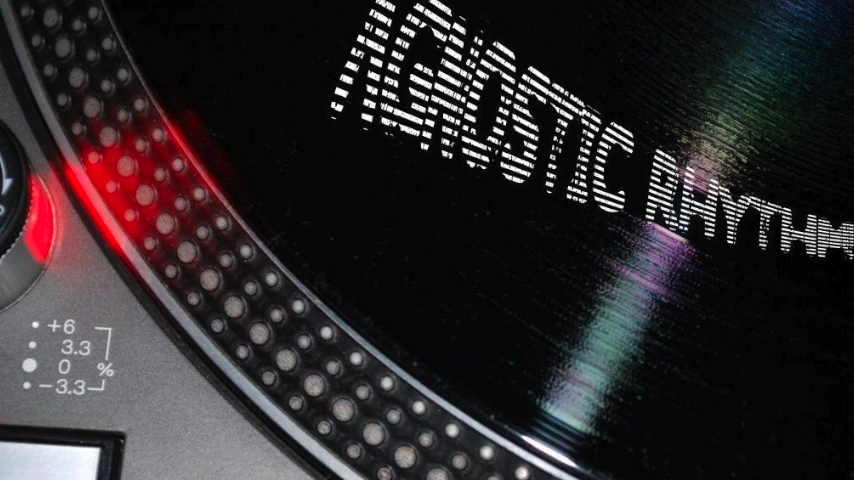 AGNOSTIC RHYTHM
+6
3.3
0 %
-3.3